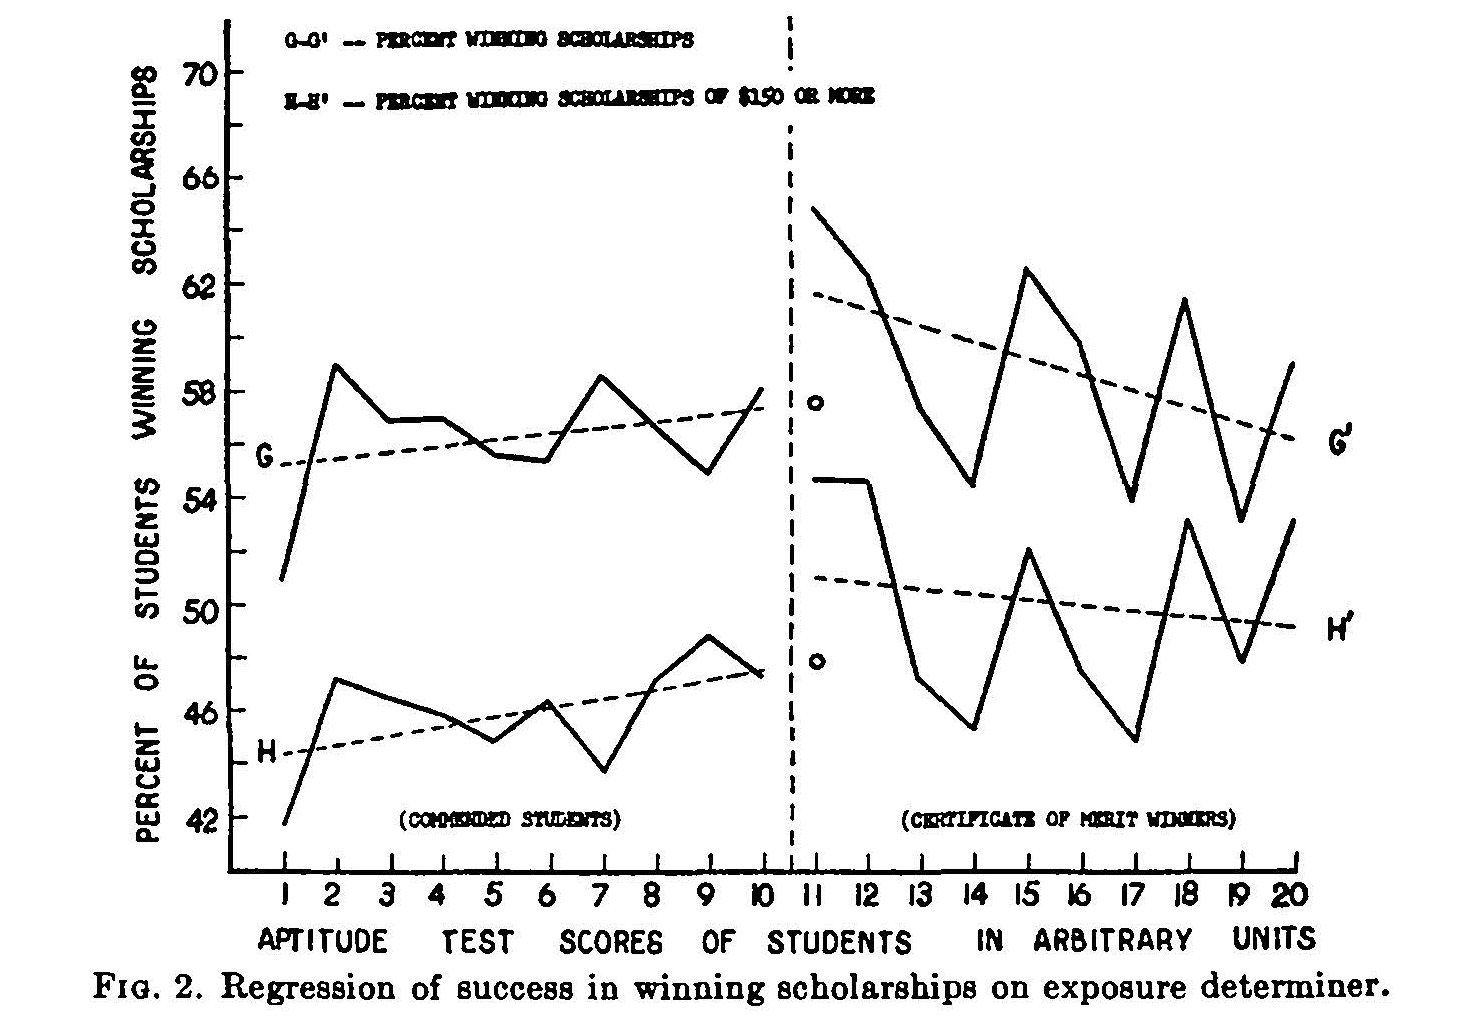 G-G' -- PERCENT WINNING SCHOLARSHIPS
H-H' -- PERCENT WINNING SCHOLARSHIPS OF $150 OR MORE
PERCENT OF STUDENTS WINNING SCHOLARSHIPS
70
66
62
58
54
50
46
42
G
H
G'
H'
(COMMENDED STUDENTS)
(CERTIFICATE OF MERIT WINNERS)
1 2 3 4 5 6 7 8 9 10 11 12 13 14 15 16 17 18 19 20
APTITUDE TEST SCORES OF STUDENTS IN ARBITRARY UNITS
FIG. 2. Regression of success in winning scholarships on exposure determiner.